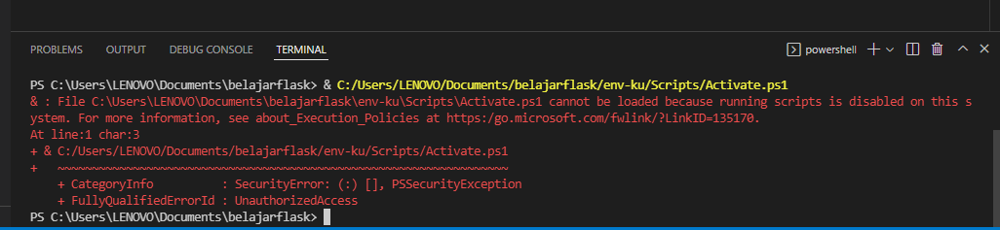 PROBLEMS OUTPUT DEBUG CONSOLE TERMINAL powershell
PS C:\Users\LENOVO\Documents\belajarflask> & C:/Users/LENOVO/Documents/belajarflask/env-ku/Scripts/Activate.ps1
& : File C:\Users\LENOVO\Documents\belajarflask\env-ku\Scripts\Activate.ps1 cannot be loaded because running scripts is disabled on this s
ystem. For more information, see about_Execution_Policies at https:/go.microsoft.com/fwlink/?LinkID=135170.
At line:1 char:3
+ & C:/Users/LENOVO/Documents/belajarflask/env-ku/Scripts/Activate.ps1
+   ~~~~~~~~~~~~~~~~~~~~~~~~~~~~~~~~~~~~~~~~~~~~~~~~~~~~~~~~~~~~~~~~~~
    + CategoryInfo          : SecurityError: (:) [], PSSecurityException
    + FullyQualifiedErrorId : UnauthorizedAccess
PS C:\Users\LENOVO\Documents\belajarflask>